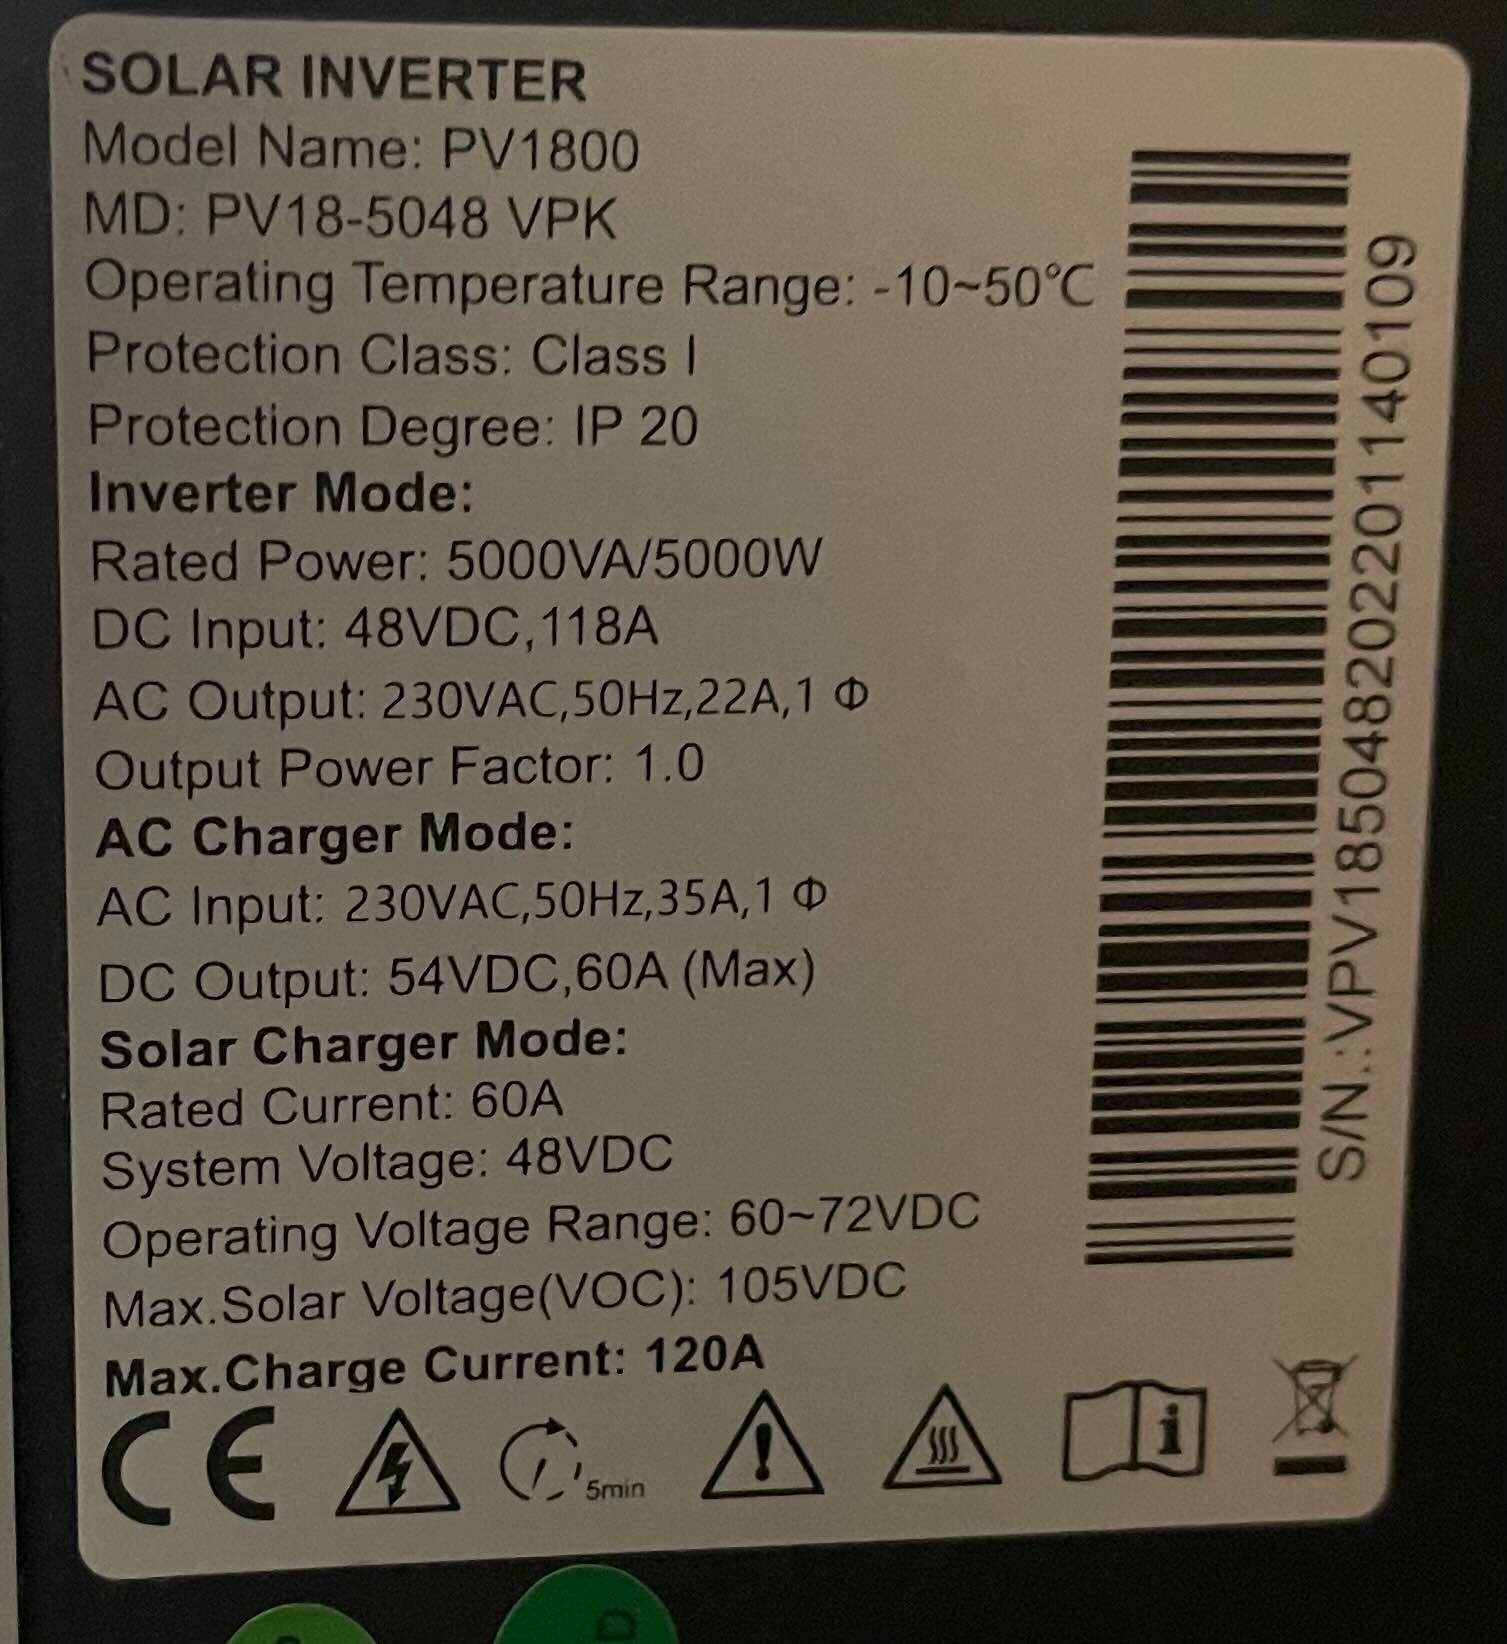 SOLAR INVERTER
Model Name: PV1800
MD: PV18-5048 VPK
Operating Temperature Range: -10~50℃
Protection Class: Class I
Protection Degree: IP 20
Inverter Mode:
Rated Power: 5000VA/5000W
DC Input: 48VDC,118A
AC Output: 230VAC,50Hz,22A,1 Φ
Output Power Factor: 1.0
AC Charger Mode:
AC Input: 230VAC,50Hz,35A,1 Φ
DC Output: 54VDC,60A (Max)
Solar Charger Mode:
Rated Current: 60A
System Voltage: 48VDC
Operating Voltage Range: 60~72VDC
Max.Solar Voltage(VOC): 105VDC
Max.Charge Current: 120A
CE
5min
i
S/N.:VPV185048202201140109